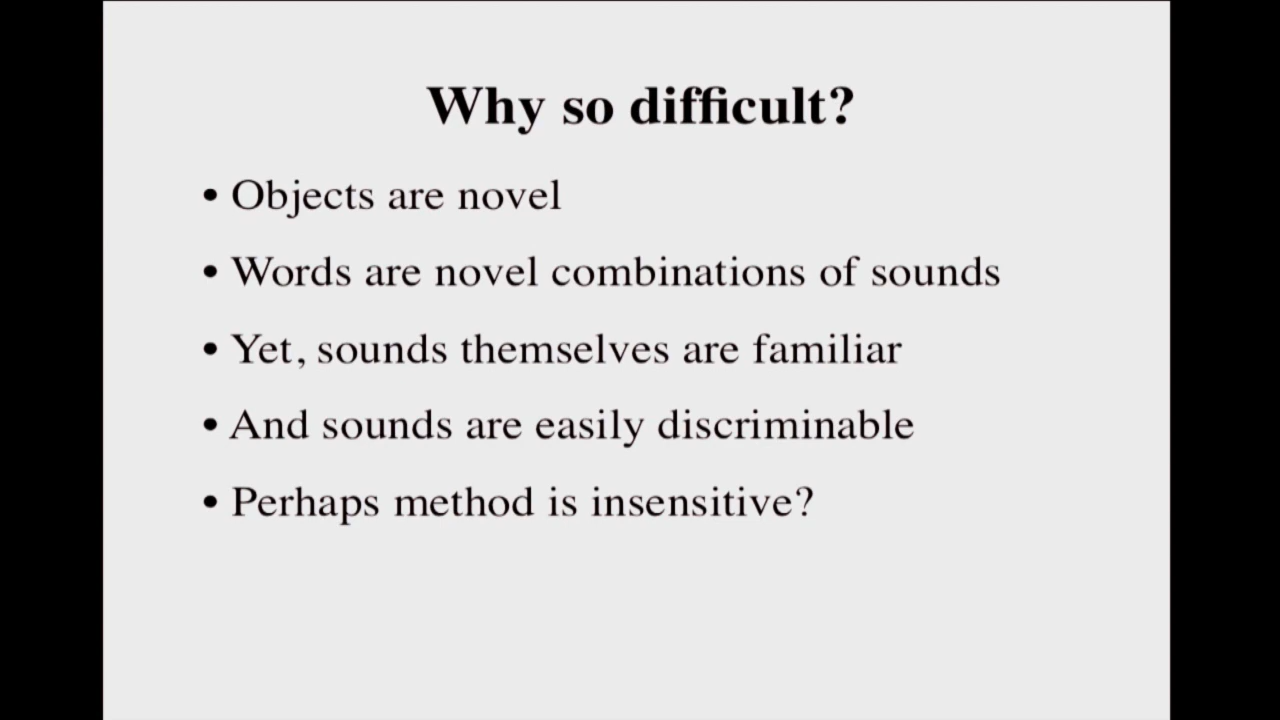 Why so difficult?
• Objects are novel
• Words are novel combinations of sounds
• Yet, sounds themselves are familiar
• And sounds are easily discriminable
• Perhaps method is insensitive?